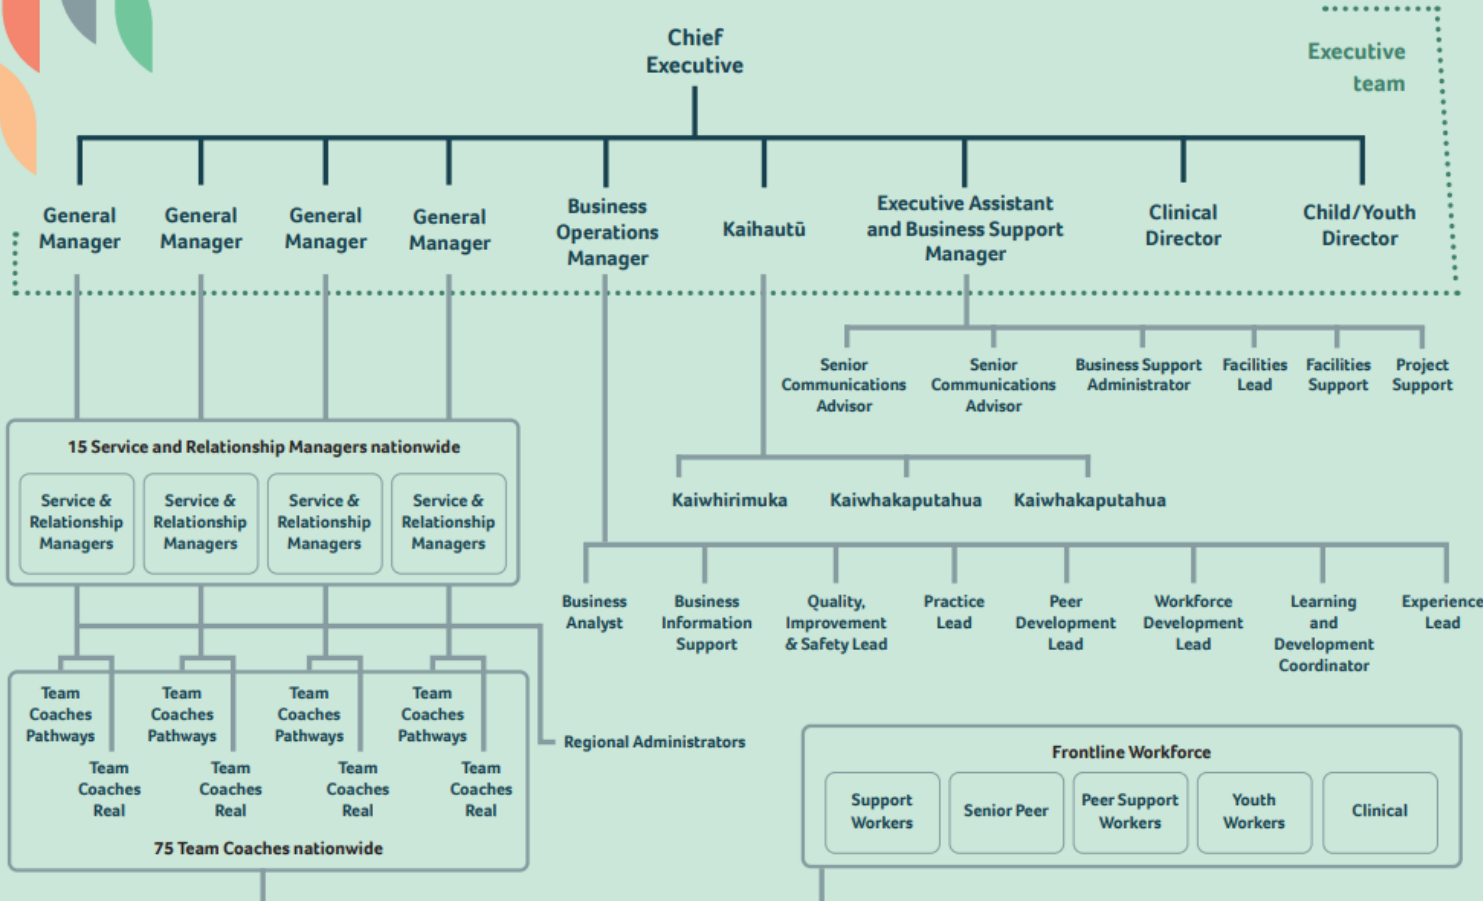 Chief
Executive
Executive
team
General
Manager
General
Manager
General
Manager
General
Manager
Business
Operations
Manager
Kaihautū
Executive Assistant
and Business Support
Manager
Clinical
Director
Child/Youth
Director
Senior
Communications
Advisor
Senior
Communications
Advisor
Business Support
Administrator
Facilities
Lead
Facilities
Support
Project
Support
15 Service and Relationship Managers nationwide
Service &
Relationship
Managers
Service &
Relationship
Managers
Service &
Relationship
Managers
Service &
Relationship
Managers
Kaiwhirimuka
Kaiwhakaputahua
Kaiwhakaputahua
Business
Analyst
Business
Information
Support
Quality,
Improvement
& Safety Lead
Practice
Lead
Peer
Development
Lead
Workforce
Development
Lead
Learning
and
Development
Coordinator
Experience
Lead
Team
Coaches
Pathways
Team
Coaches
Pathways
Team
Coaches
Pathways
Team
Coaches
Pathways
Team
Coaches
Real
Team
Coaches
Real
Team
Coaches
Real
Team
Coaches
Real
75 Team Coaches nationwide
Regional Administrators
Frontline Workforce
Support
Workers
Senior Peer
Peer Support
Workers
Youth
Workers
Clinical